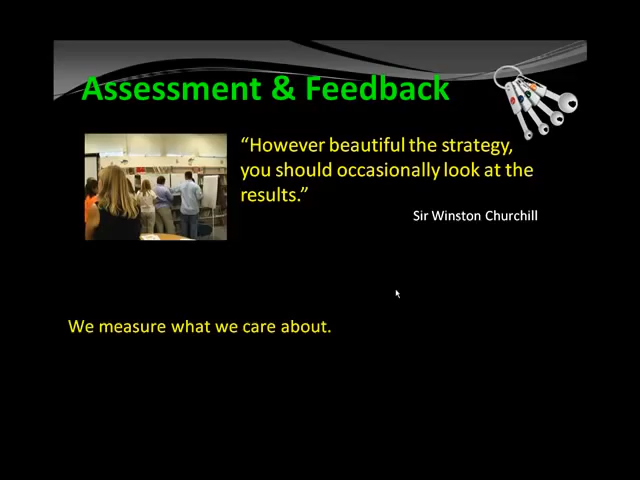 Assessment & Feedback
“However beautiful the strategy,
you should occasionally look at the
results.”
Sir Winston Churchill
We measure what we care about.